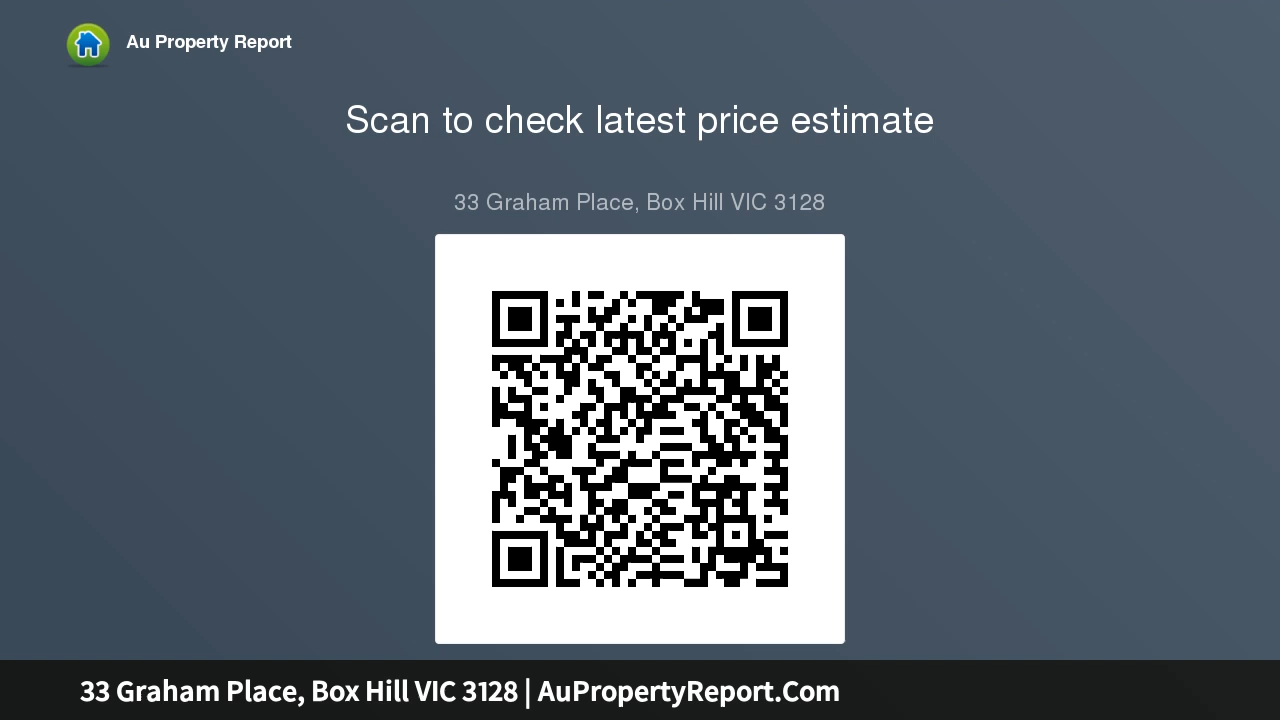 Au Property Report
Scan to check latest price estimate
33 Graham Place, Box Hill VIC 3128
33 Graham Place, Box Hill VIC 3128 | AuPropertyReport.Com